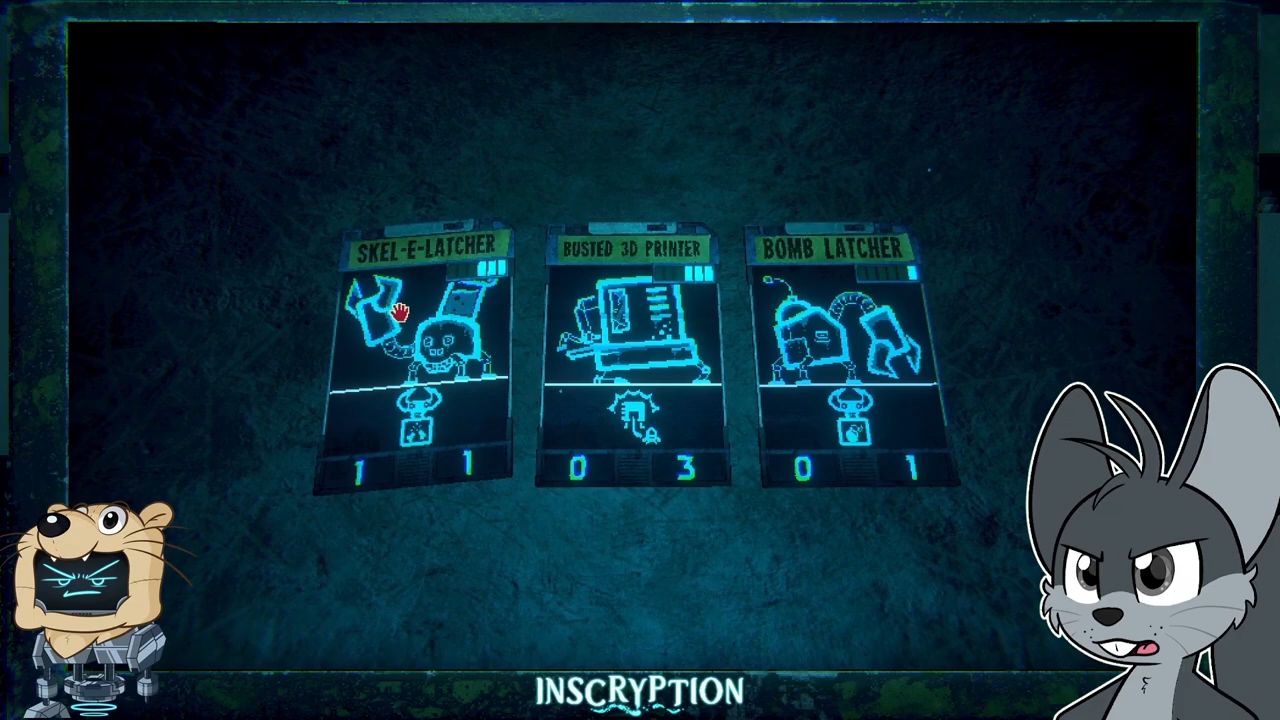 SKEL-E-LATCHER
BUSTED 3D PRINTER
BOMB LATCHER
1 1
0 3
0 1
INSCRYPTION